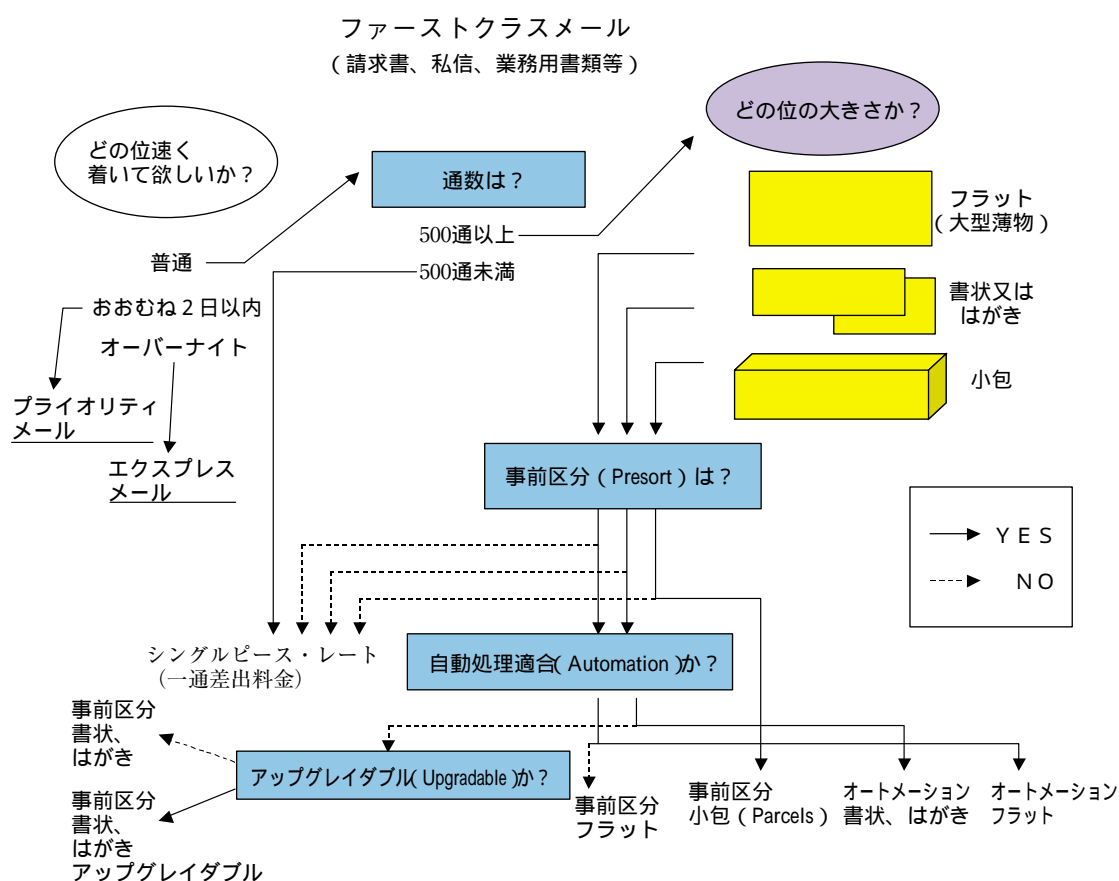 ファーストクラスメール
（請求書、私信、業務用書類等）
どの位速く
着いて欲しいか？
通数は？
どの位の大きさか？
フラット
（大型薄物）
500通以上
普通
500通未満
書状又は
はがき
おおむね２日以内
オーバーナイト
小包
プライオリティ
メール
エクスプレス
メール
事前区分（Presort）は？
ＹＥＳ
ＮＯ
シングルピース・レート
（一通差出料金）
自動処理適合(Automation)か？
事前区分
書状、
はがき
アップグレイダブル(Upgradable)か？
事前区分
書状、
はがき
アップグレイダブル
事前区分
フラット
事前区分
小包（Parcels）
オートメーション
書状、はがき
オートメーション
フラット